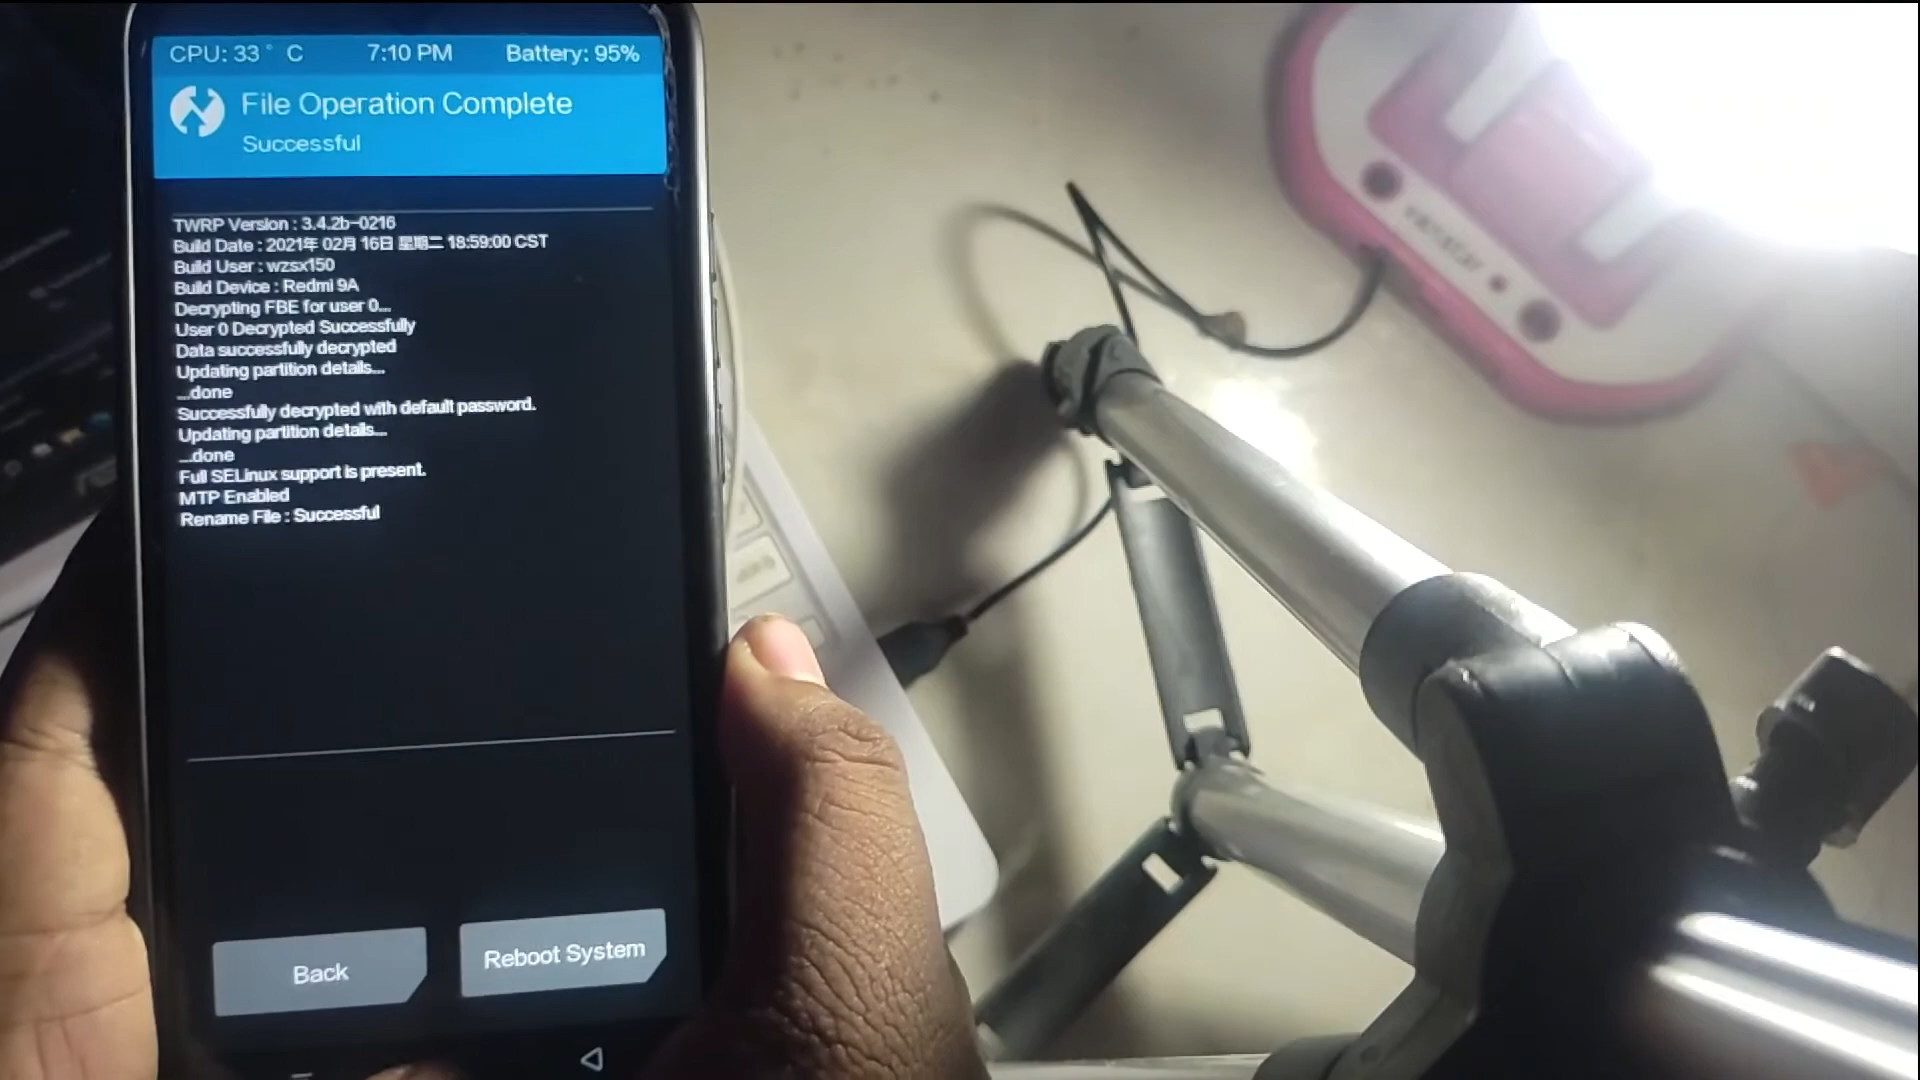 CPU: 33 ° C 7:10 PM Battery: 95%
File Operation Complete
Successful
TWRP Version : 3.4.2b-0216
Build Date : 2021年 02月 16日 星期二 18:59:00 CST
Build User : wzsx150
Build Device : Redmi 9A
Decrypting FBE for user 0...
User 0 Decrypted Successfully
Data successfully decrypted
Updating partition details...
...done
Successfully decrypted with default password.
Updating partition details...
...done
Full SELinux support is present.
MTP Enabled
Rename File : Successful
Back
Reboot System